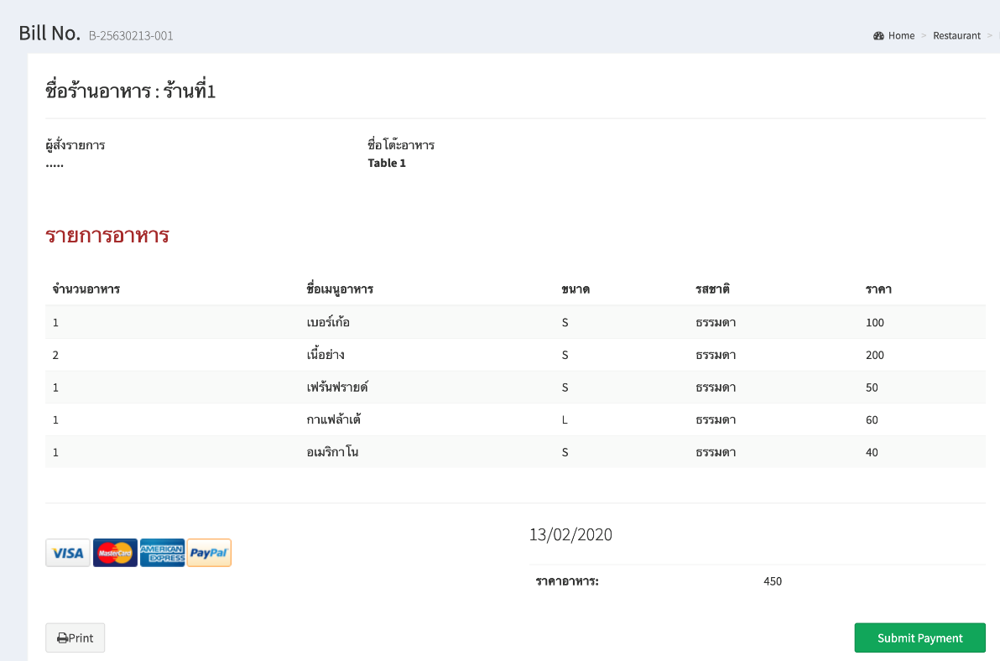 Bill No. B-25630213-001
Home > Restaurant >
ชื่อร้านอาหาร : ร้านที่1
ผู้สั่งรายการ ชื่อโต๊ะอาหาร
..... Table 1
รายการอาหาร
จำนวนอาหาร ชื่อเมนูอาหาร ขนาด รสชาติ ราคา
1 เบอร์เก้อ S ธรรมดา 100
2 เนื้อย่าง S ธรรมดา 200
1 เฟร้นฟรายด์ S ธรรมดา 50
1 กาแฟล้าเต้ L ธรรมดา 60
1 อเมริกาโน S ธรรมดา 40
13/02/2020
VISA MasterCard AMERICAN EXPRESS PayPal
ราคาอาหาร: 450
Print Submit Payment